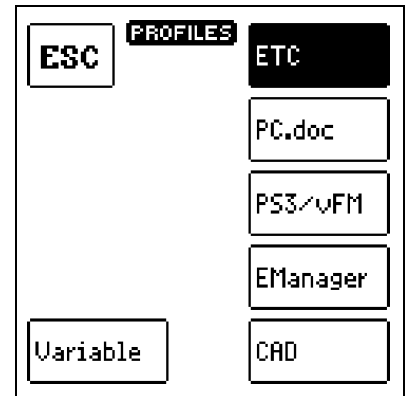 ESC
PROFILES
ETC
PC.doc
PS3/vFM
EManager
Variable
CAD